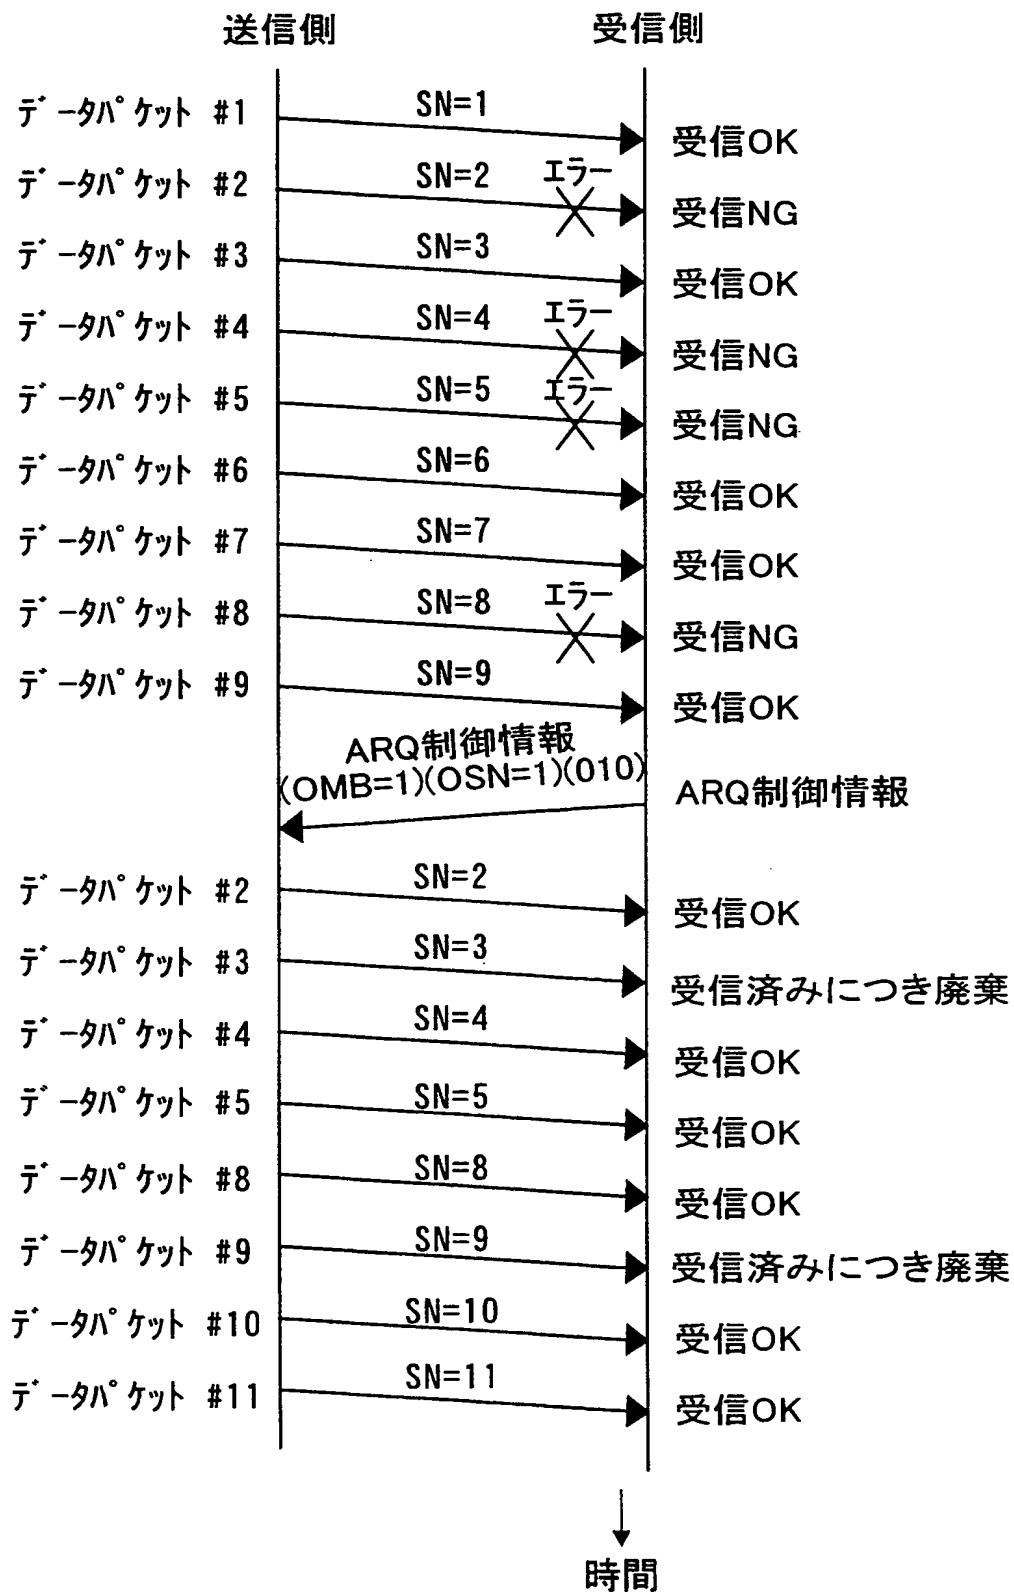 送信側 受信側
データパケット #1 SN=1 受信OK
データパケット #2 SN=2 エラー 受信NG
データパケット #3 SN=3 受信OK
データパケット #4 SN=4 エラー 受信NG
データパケット #5 SN=5 エラー 受信NG
データパケット #6 SN=6 受信OK
データパケット #7 SN=7 受信OK
データパケット #8 SN=8 エラー 受信NG
データパケット #9 SN=9 受信OK
ARQ制御情報
(OMB=1)(OSN=1)(010) ARQ制御情報
データパケット #2 SN=2 受信OK
データパケット #3 SN=3 受信済みにつき廃棄
データパケット #4 SN=4 受信OK
データパケット #5 SN=5 受信OK
データパケット #8 SN=8 受信OK
データパケット #9 SN=9 受信済みにつき廃棄
データパケット #10 SN=10 受信OK
データパケット #11 SN=11 受信OK
時間